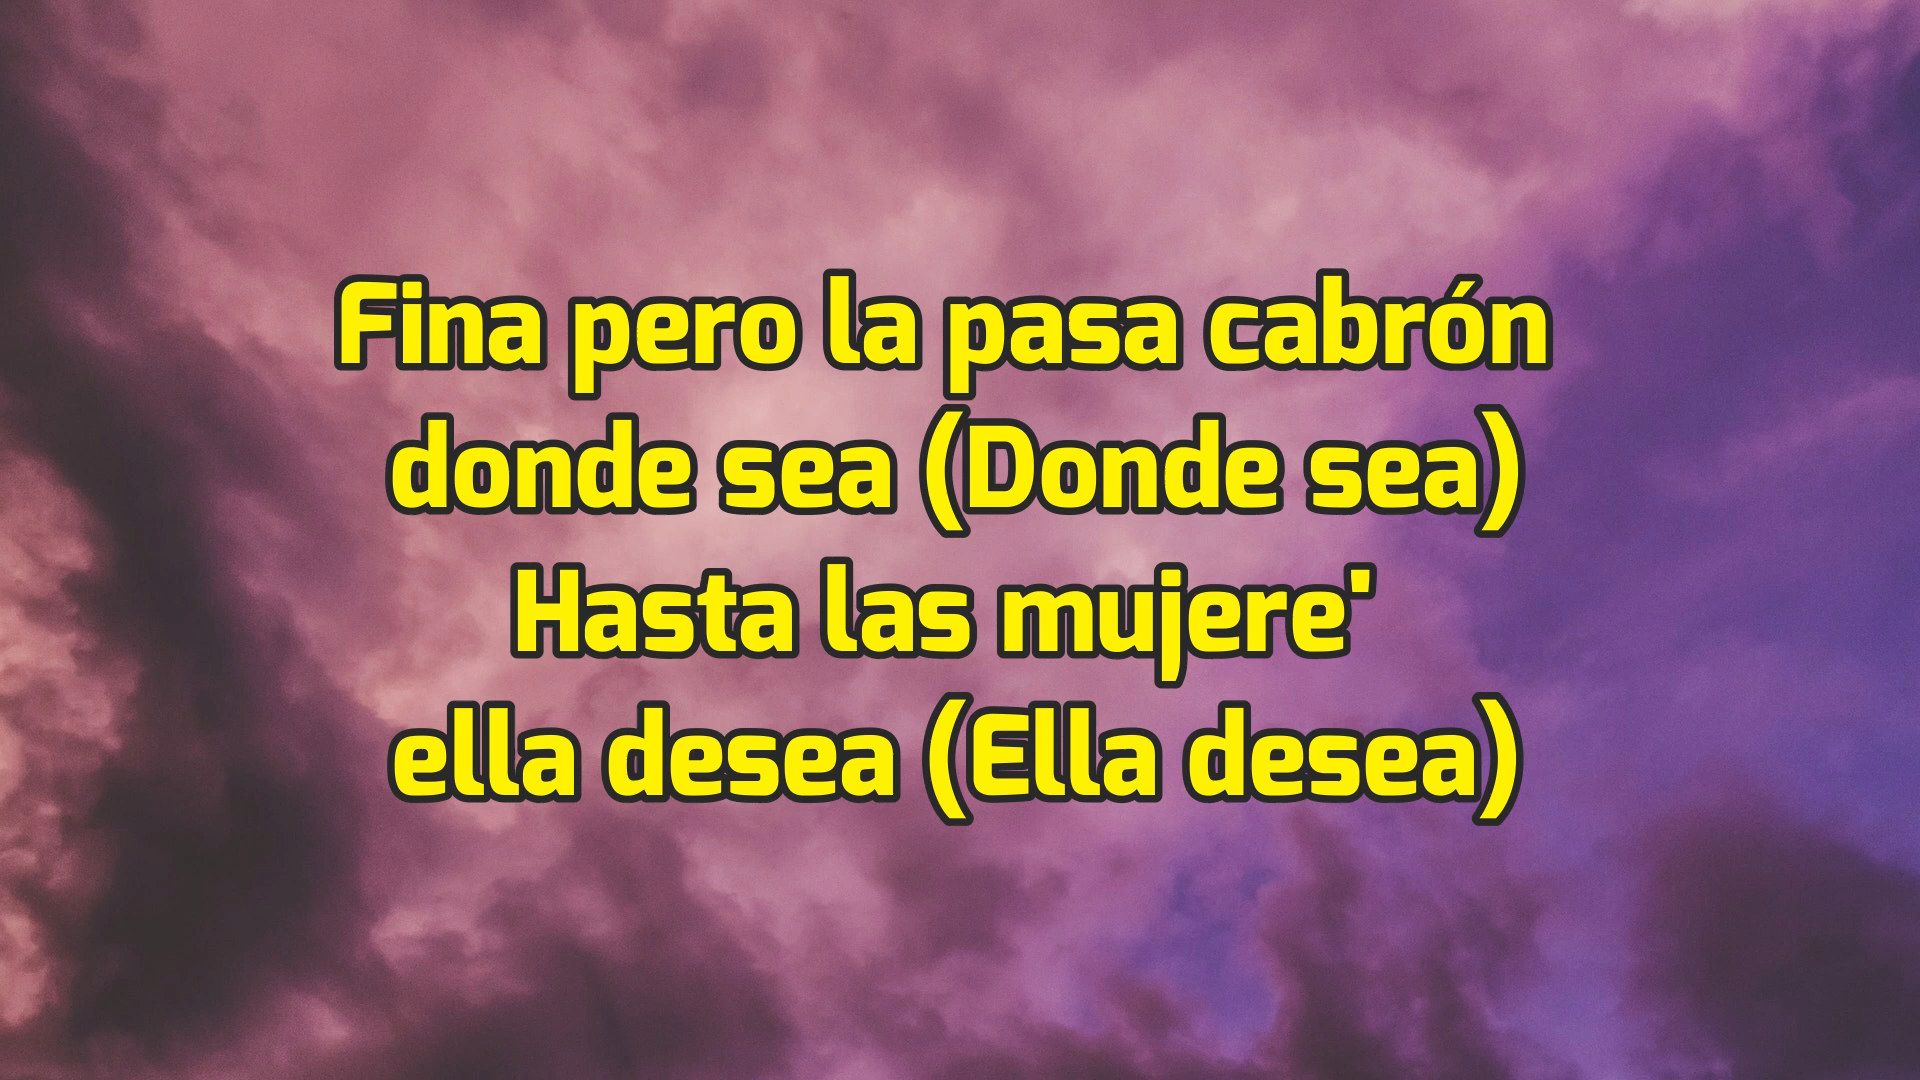 Fina pero la pasa cabrón
donde sea (Donde sea)
Hasta las mujere'
ella desea (Ella desea)